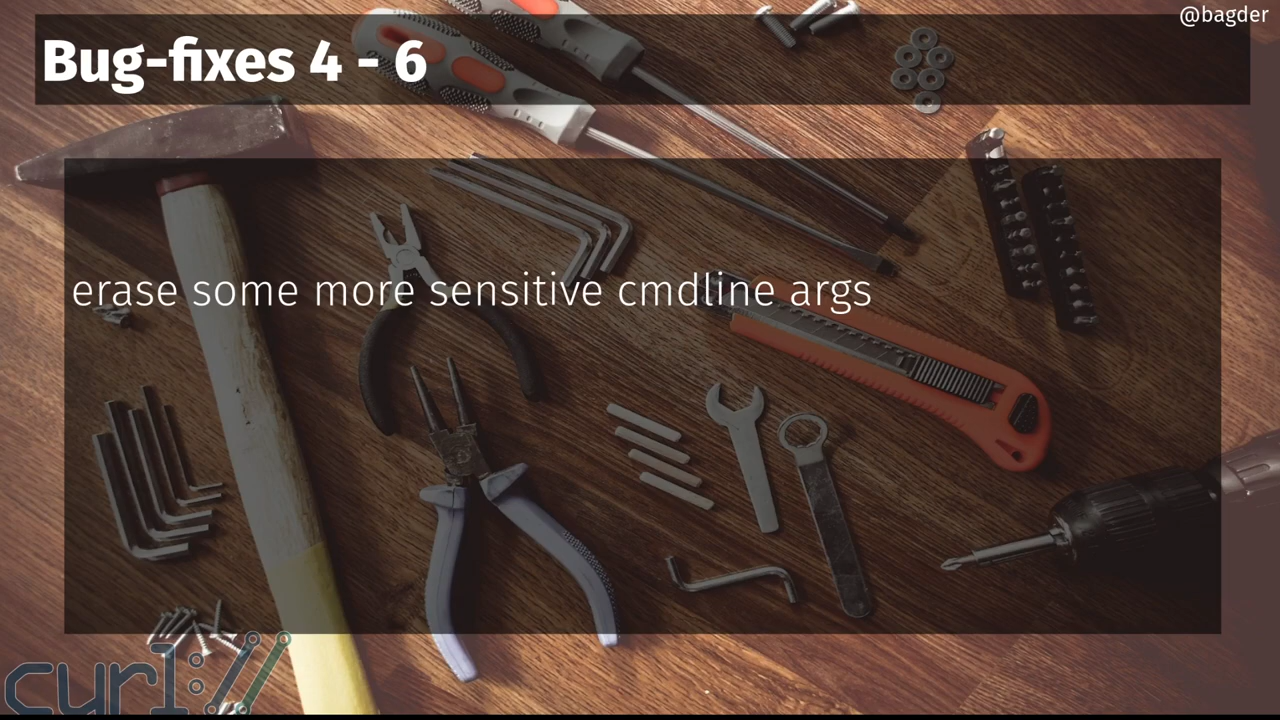 @bagder
Bug-fixes 4 - 6
erase some more sensitive cmdline args
curl://